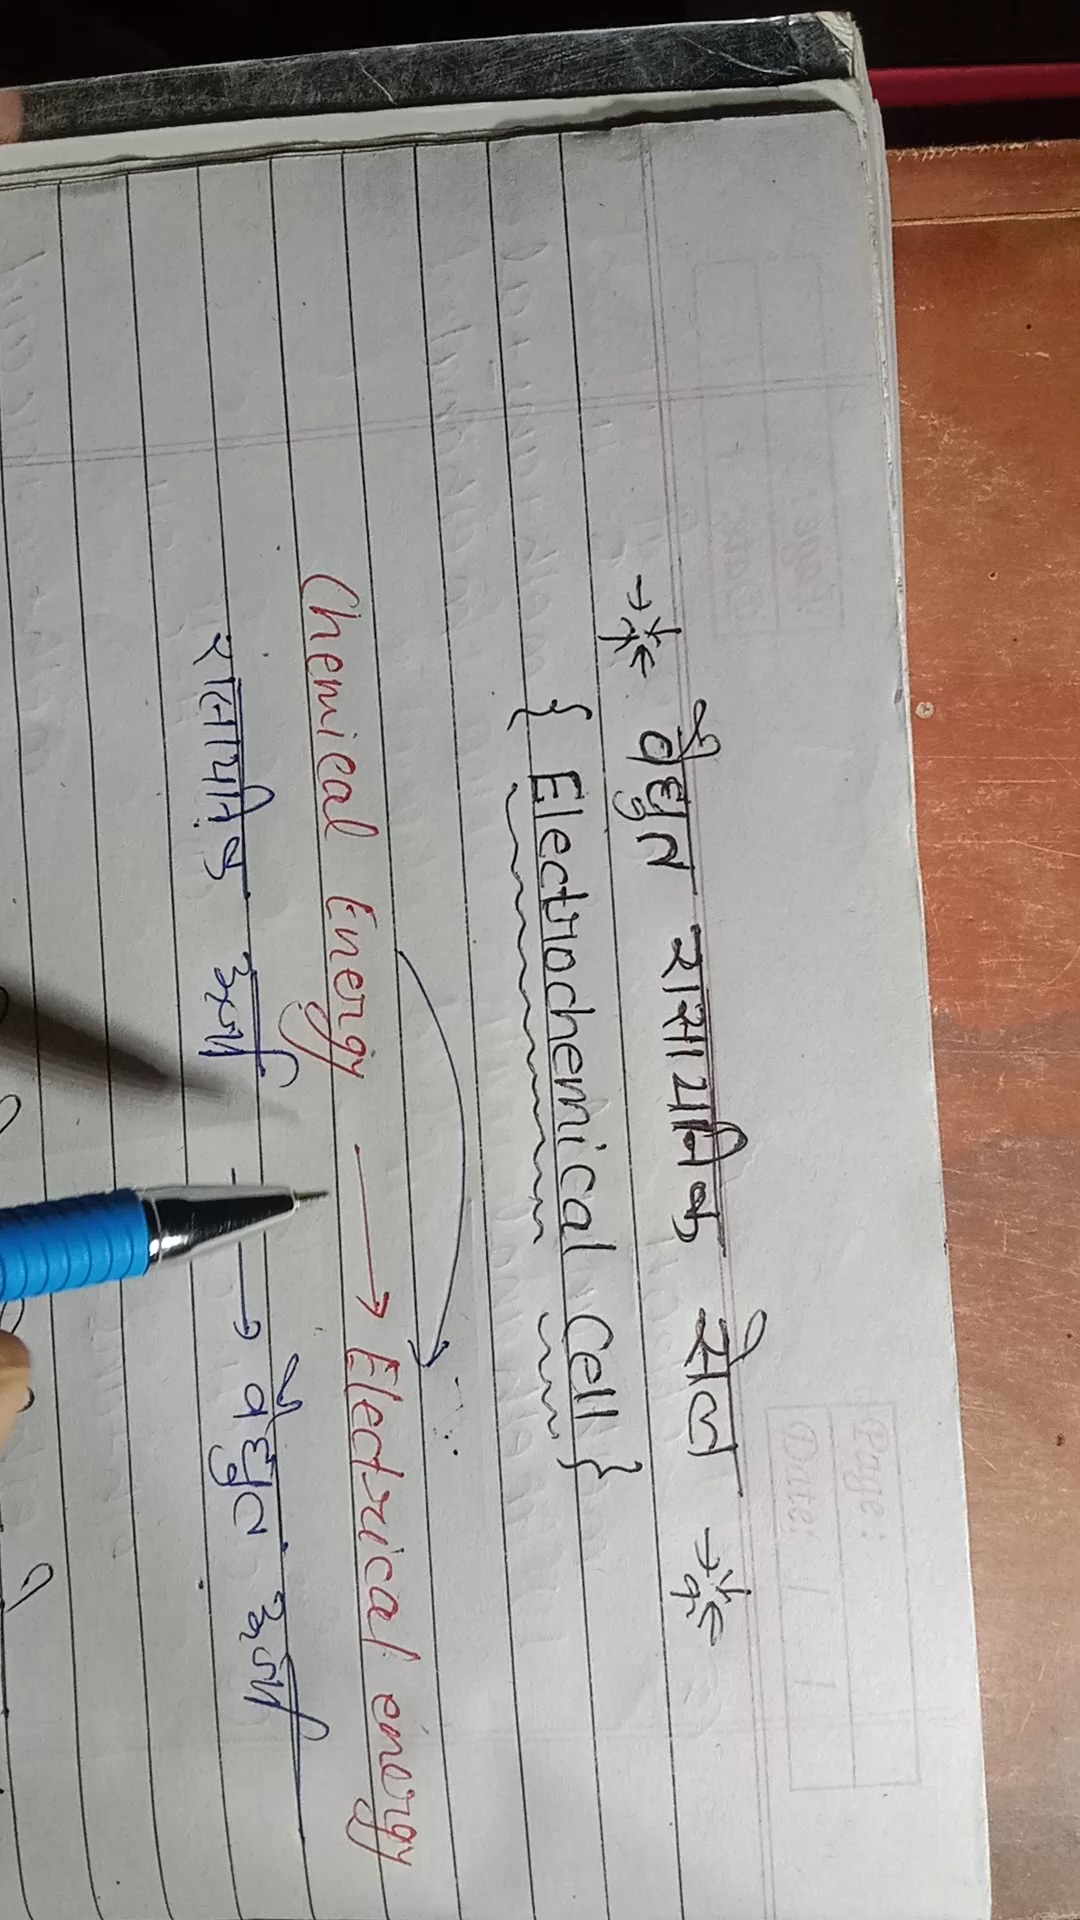 Page:
Date: / /
→* वैधुत रासायनिक सेल →*
{ Electrochemical Cell }
Chemical Energy → Electrical energy
रासायनिक ऊर्जा → वैधुत ऊर्जा